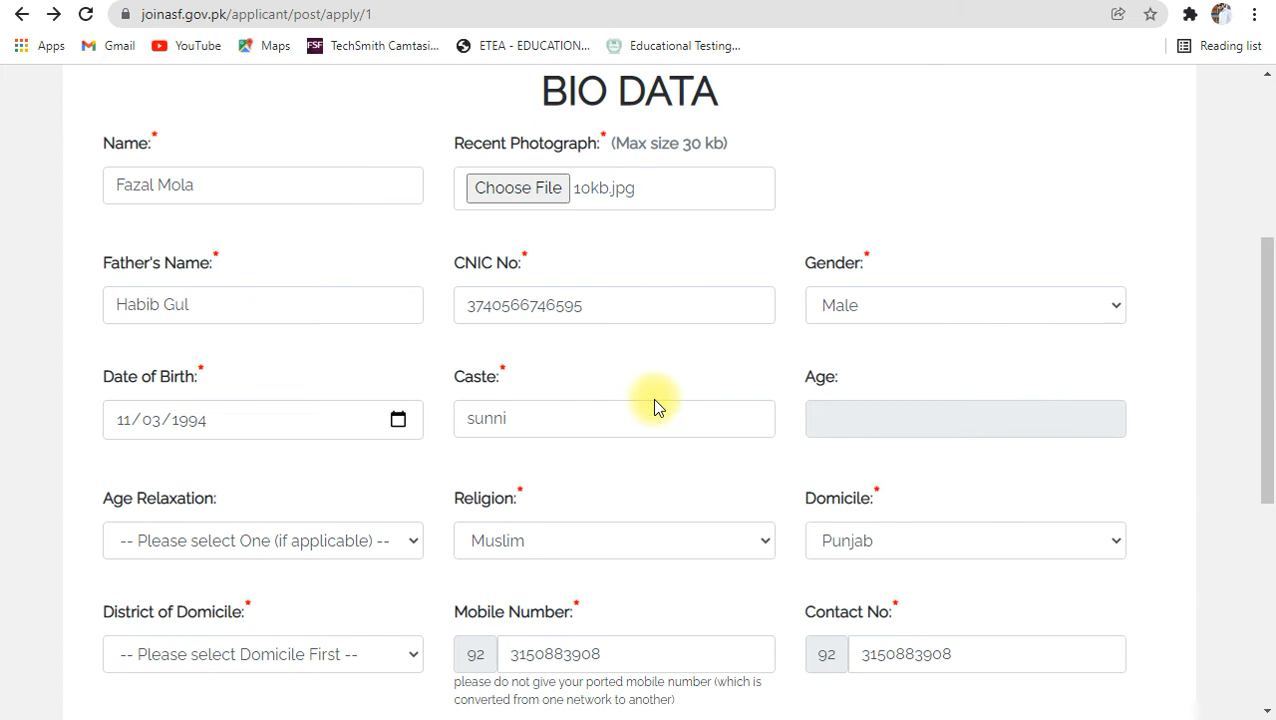 joinasf.gov.pk/applicant/post/apply/1
Apps Gmail YouTube Maps TechSmith Camtasi... ETEA - EDUCATION... Educational Testing... Reading list
BIO DATA
Name:* Recent Photograph:* (Max size 30 kb)
Fazal Mola Choose File 10kb.jpg
Father's Name:* CNIC No:* Gender:*
Habib Gul 3740566746595 Male
Date of Birth:* Caste:* Age:
11/03/1994 sunni
Age Relaxation: Religion:* Domicile:*
-- Please select One (if applicable) -- Muslim Punjab
District of Domicile:* Mobile Number:* Contact No:*
-- Please select Domicile First -- 92 3150883908 92 3150883908
please do not give your ported mobile number (which is
converted from one network to another)